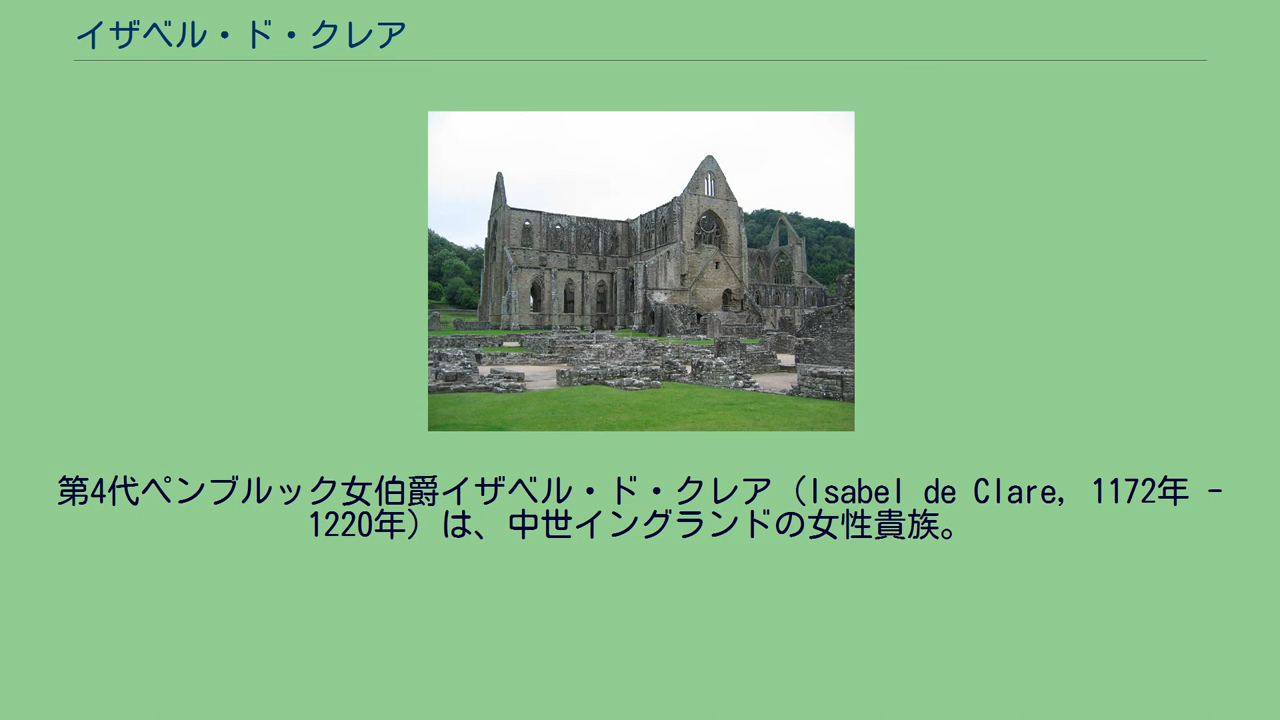 イザベル・ド・クレア
第4代ペンブルック女伯爵イザベル・ド・クレア（Isabel de Clare, 1172年 -
1220年）は、中世イングランドの女性貴族。